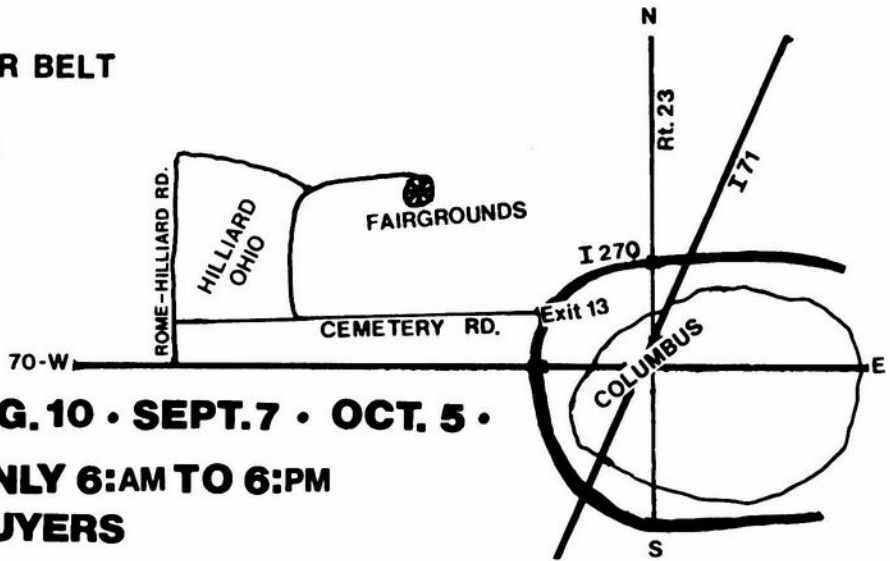 N
R BELT
Rt. 23
I 71
ROME-HILLIARD RD.
HILLIARD
OHIO
FAIRGROUNDS
I 270
Exit 13
CEMETERY RD.
COLUMBUS
70-W
E
G. 10 • SEPT. 7 • OCT. 5 •
NLY 6:AM TO 6:PM
UYERS
S